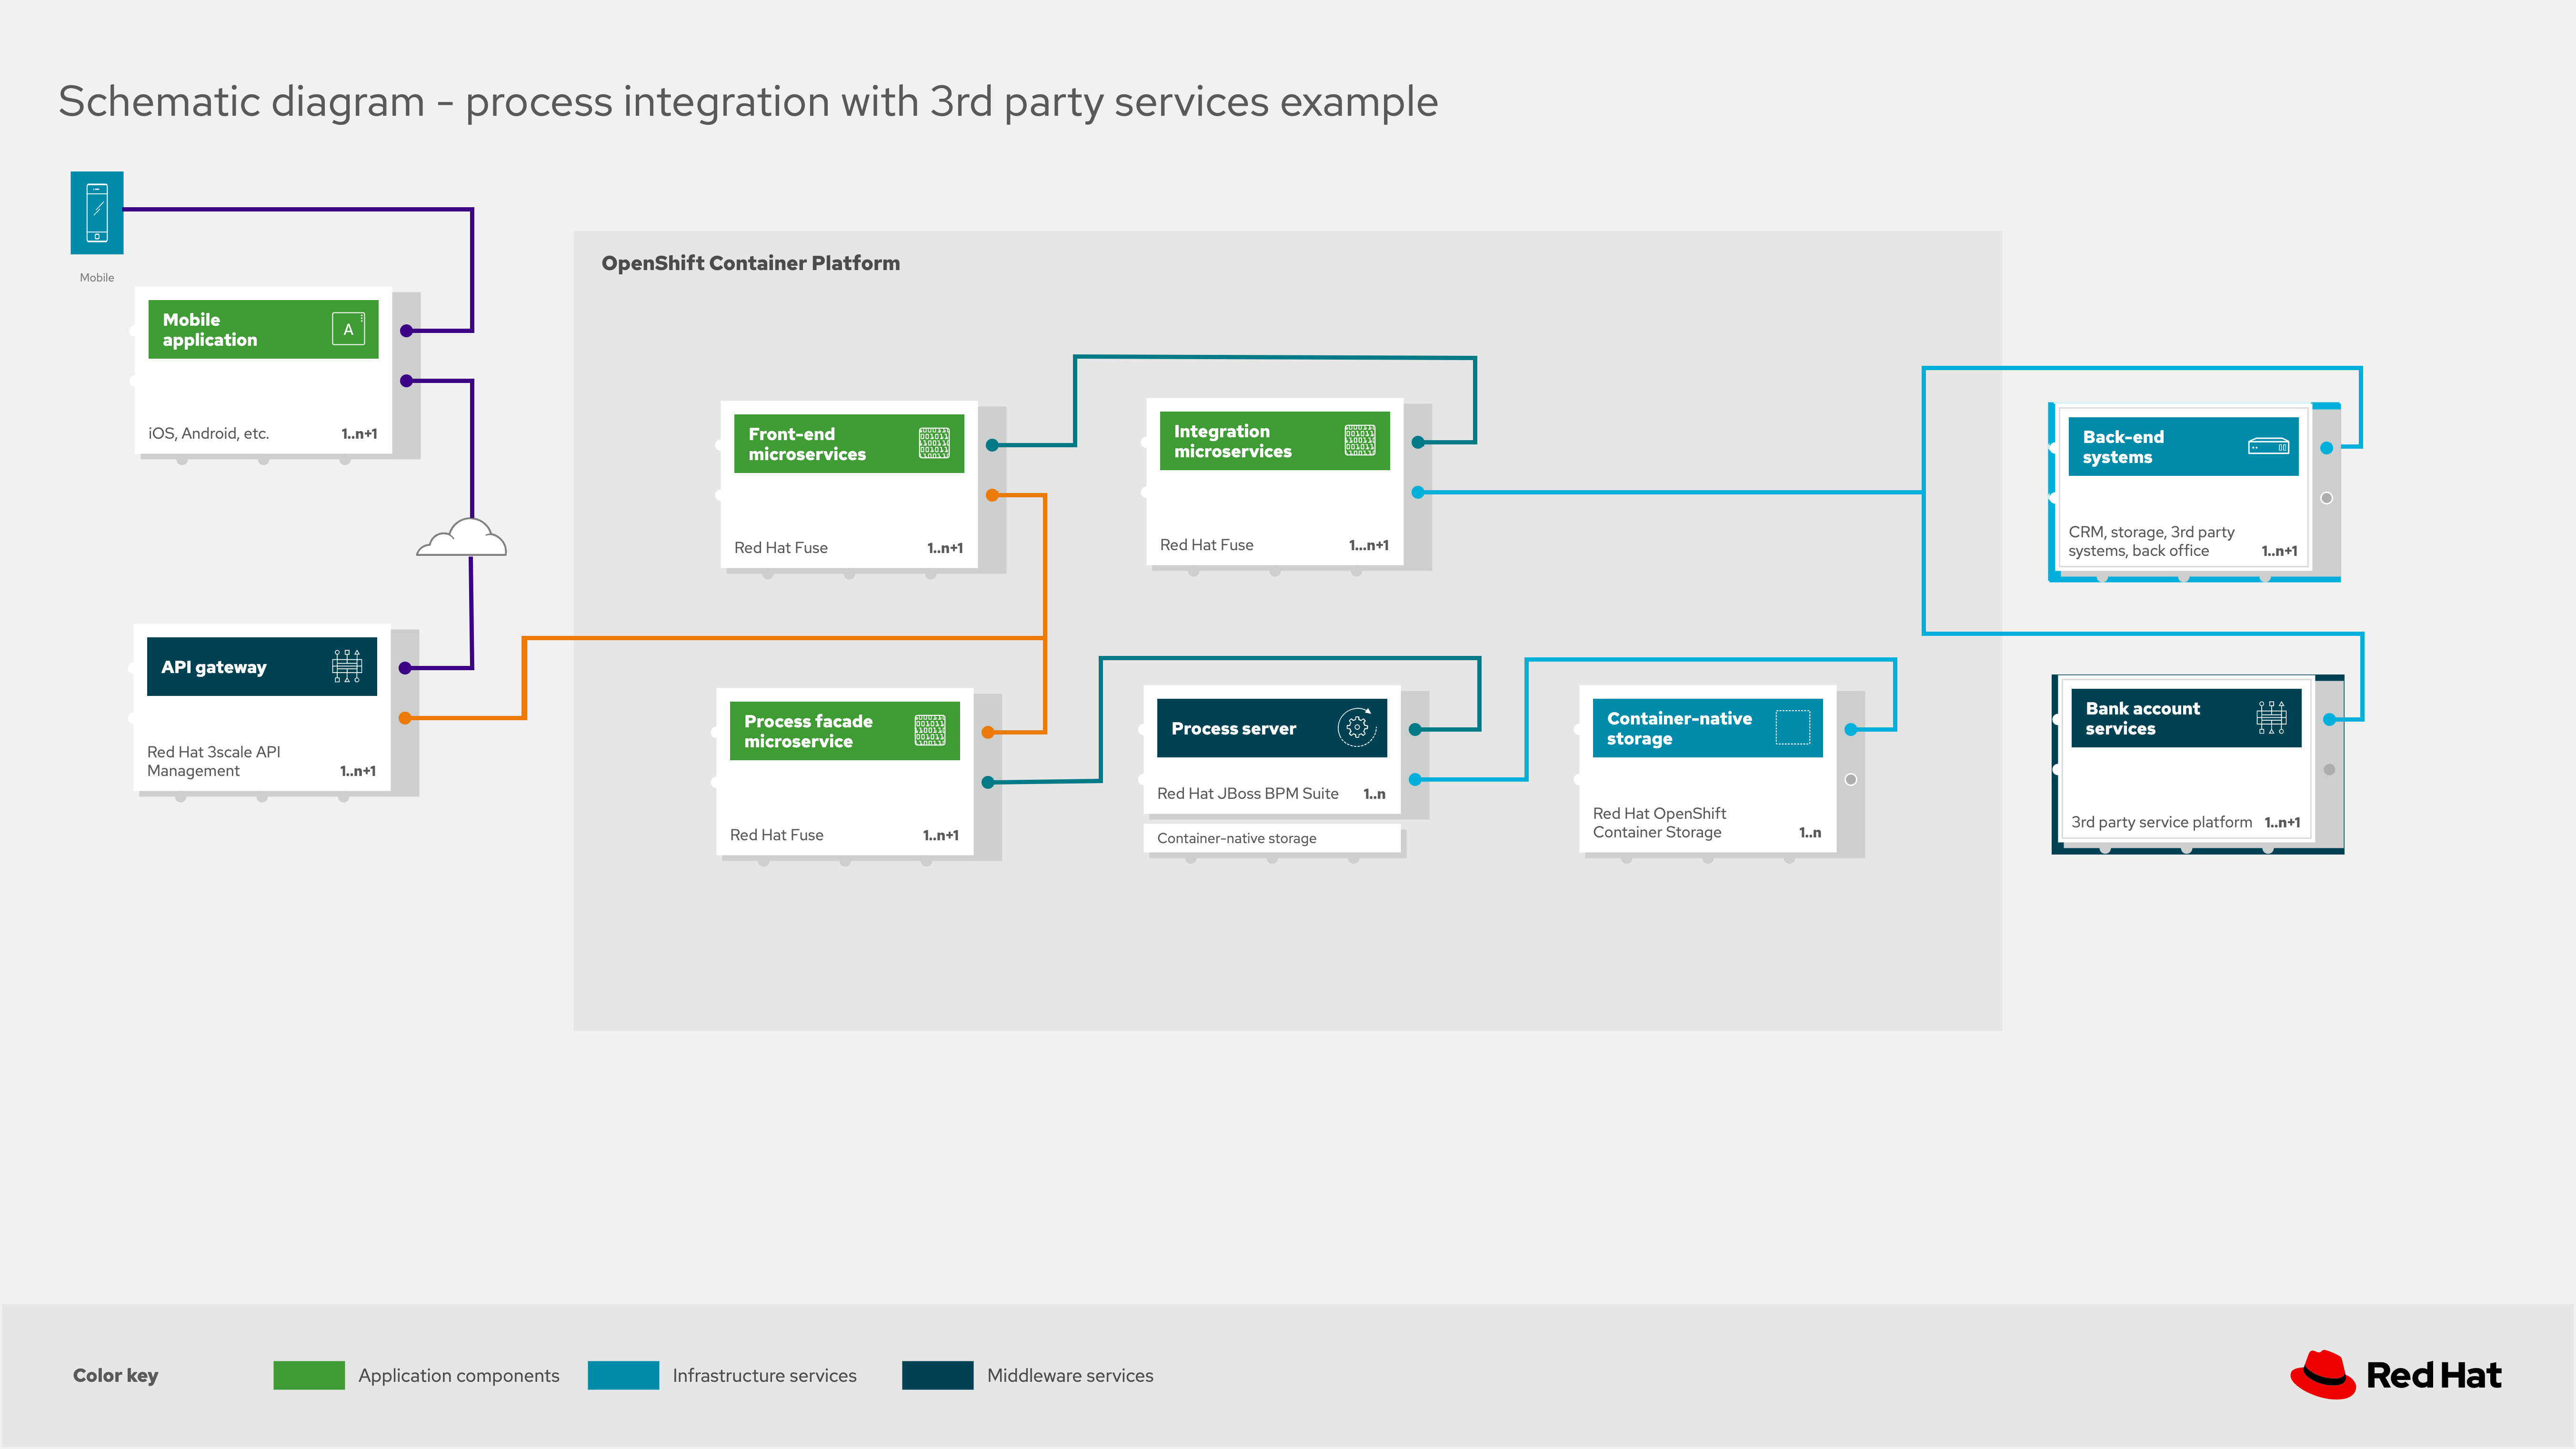 Schematic diagram - process integration with 3rd party services example
Mobile
Mobile
application
A
iOS, Android, etc.
1..n+1
API gateway
Red Hat 3scale API
Management
1..n+1
OpenShift Container Platform
Front-end
microservices
Red Hat Fuse
1..n+1
Integration
microservices
Red Hat Fuse
1...n+1
Process facade
microservice
Red Hat Fuse
1..n+1
Process server
Red Hat JBoss BPM Suite
1..n
Container-native storage
Container-native
storage
Red Hat OpenShift
Container Storage
1..n
Back-end
systems
CRM, storage, 3rd party
systems, back office
1..n+1
Bank account
services
3rd party service platform
1..n+1
Color key
Application components
Infrastructure services
Middleware services
Red Hat